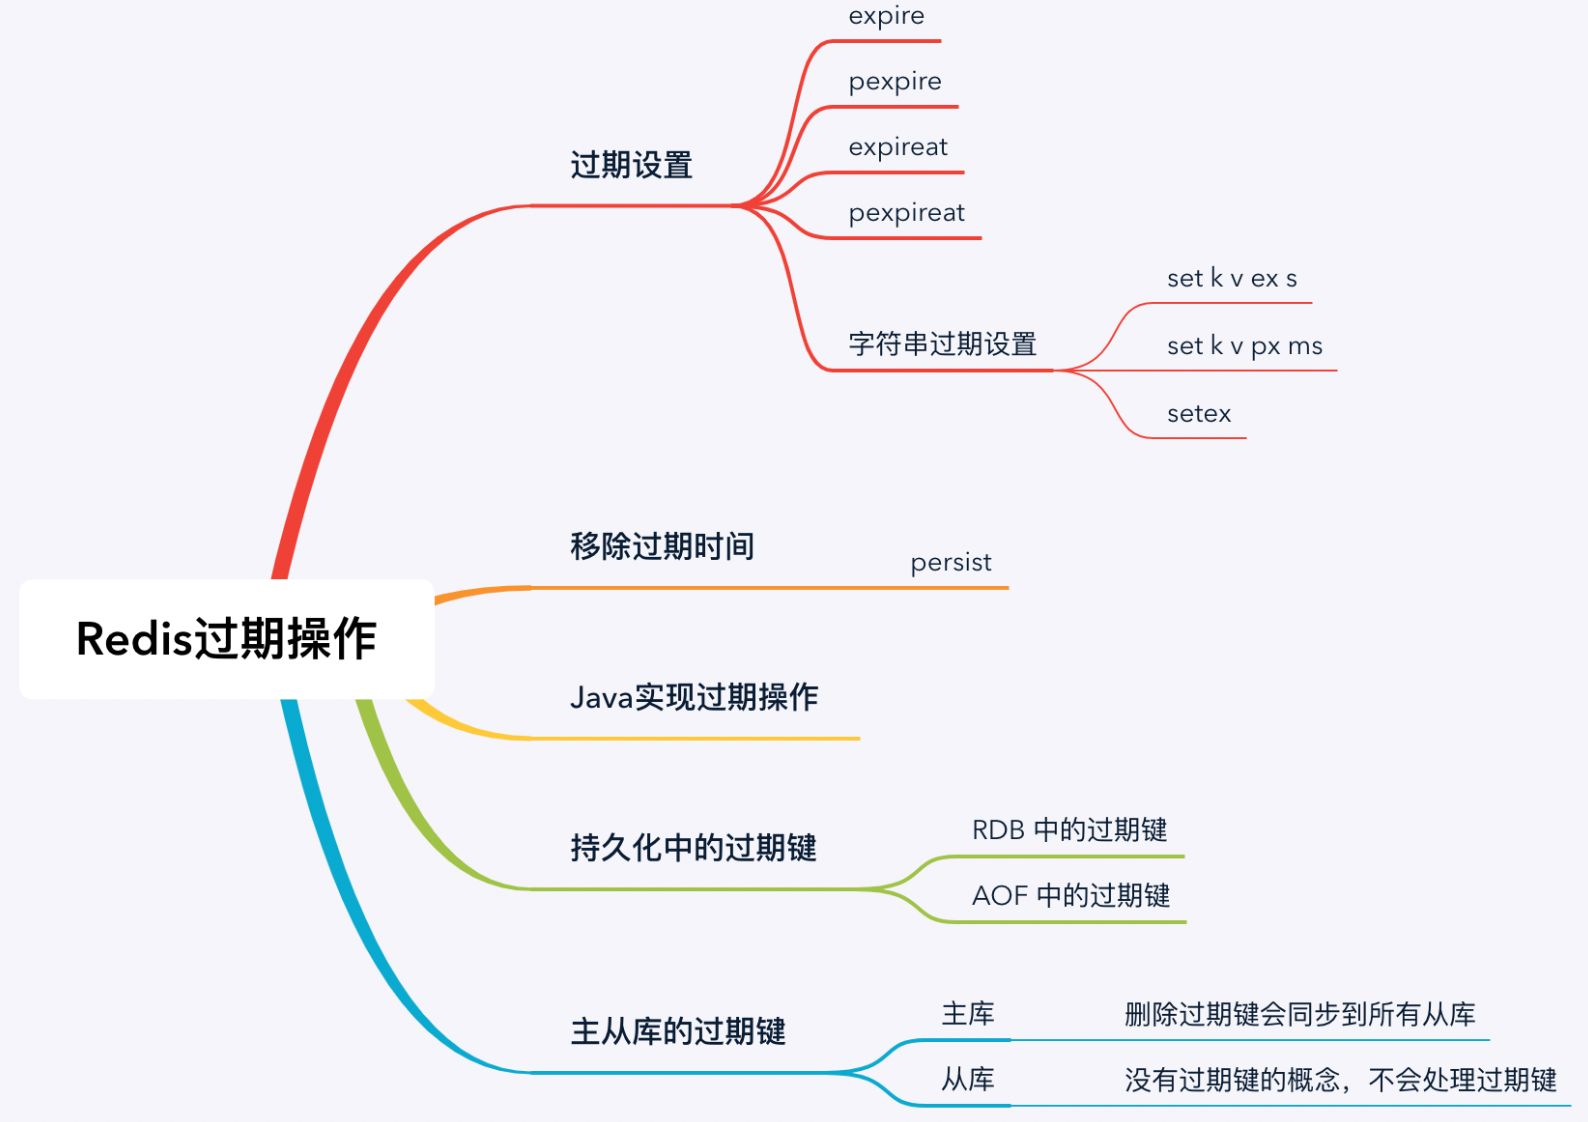 Redis过期操作
过期设置
expire
pexpire
expireat
pexpireat
字符串过期设置
set k v ex s
set k v px ms
setex
移除过期时间
persist
Java实现过期操作
持久化中的过期键
RDB 中的过期键
AOF 中的过期键
主从库的过期键
主库
删除过期键会同步到所有从库
从库
没有过期键的概念，不会处理过期键